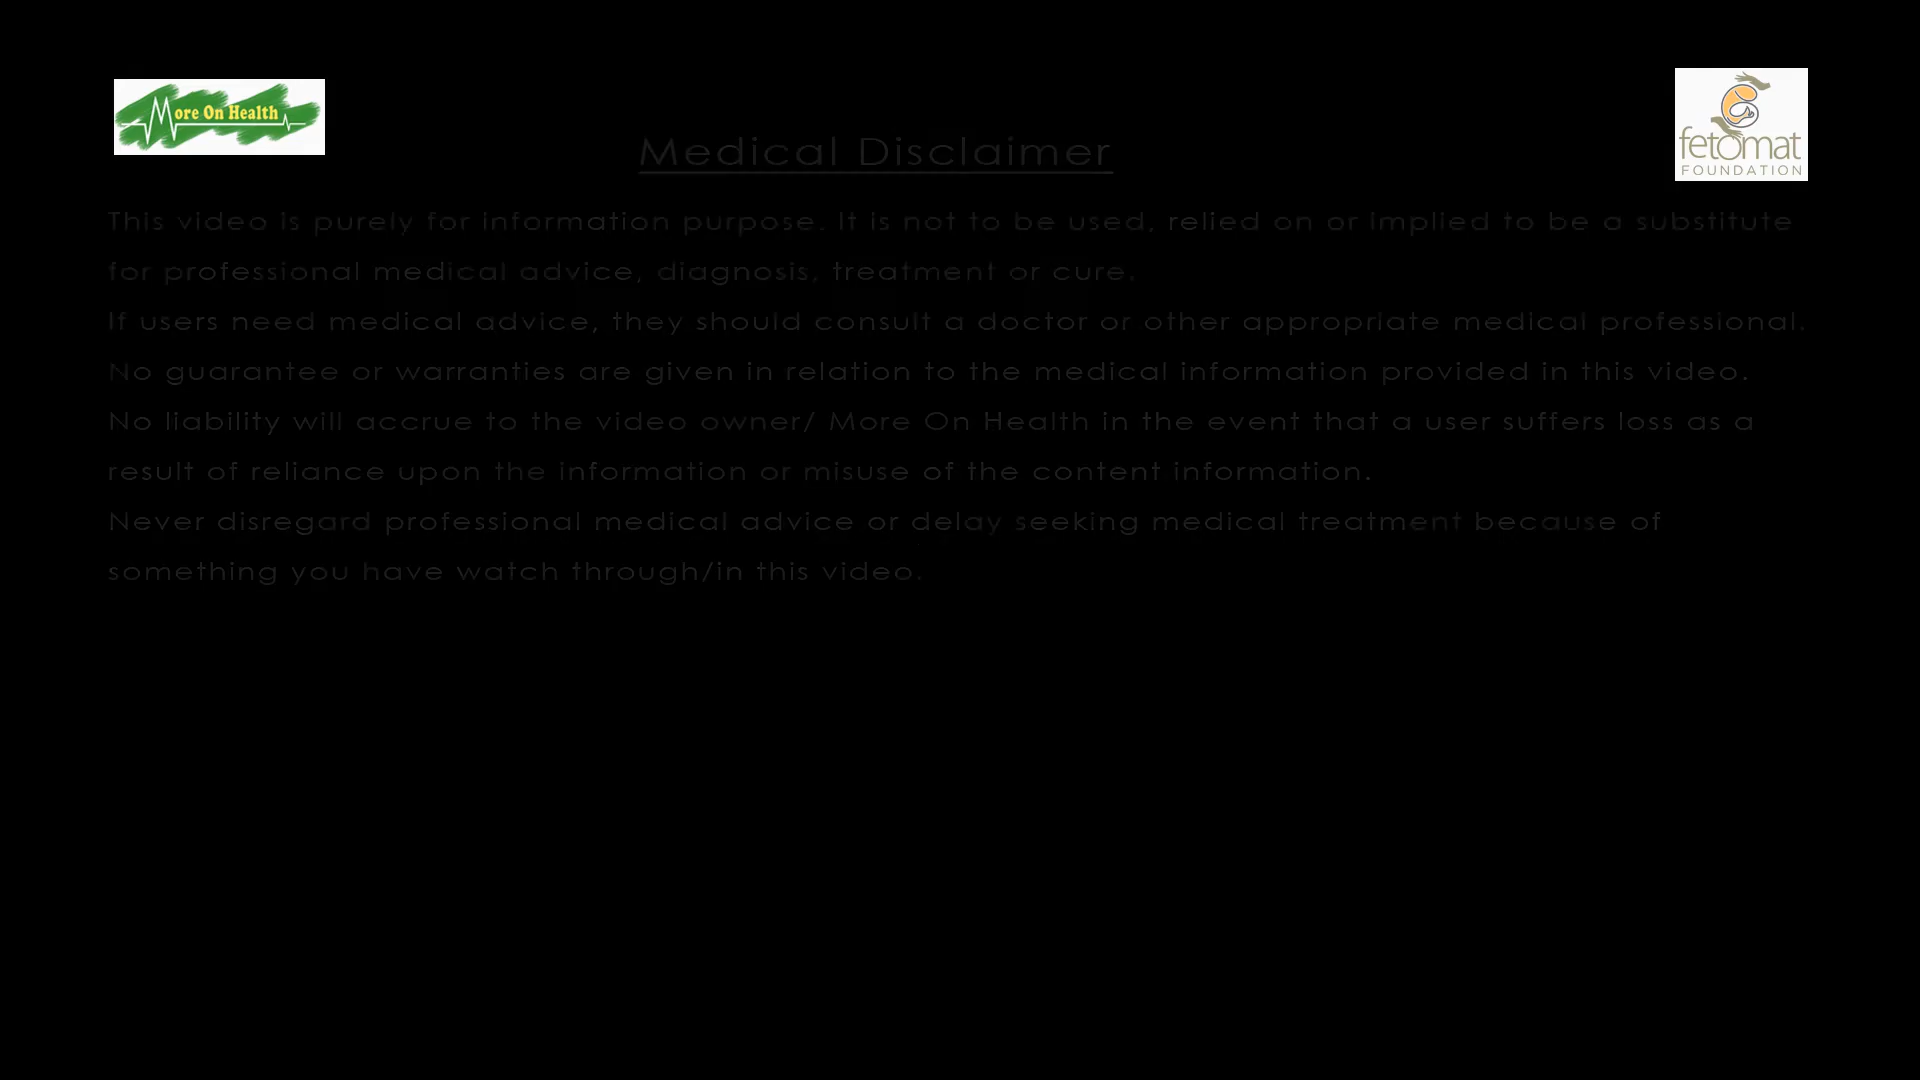 More On Health
fetomat
FOUNDATION
Medical Disclaimer
This video is purely for information purpose. It is not to be used, relied on or implied to be a substitute
for professional medical advice, diagnosis, treatment or cure.
If users need medical advice, they should consult a doctor or other appropriate medical professional.
No guarantee or warranties are given in relation to the medical information provided in this video.
No liability will accrue to the video owner/ More On Health in the event that a user suffers loss as a
result of reliance upon the information or misuse of the content information.
Never disregard professional medical advice or delay seeking medical treatment because of
something you have watch through/in this video.